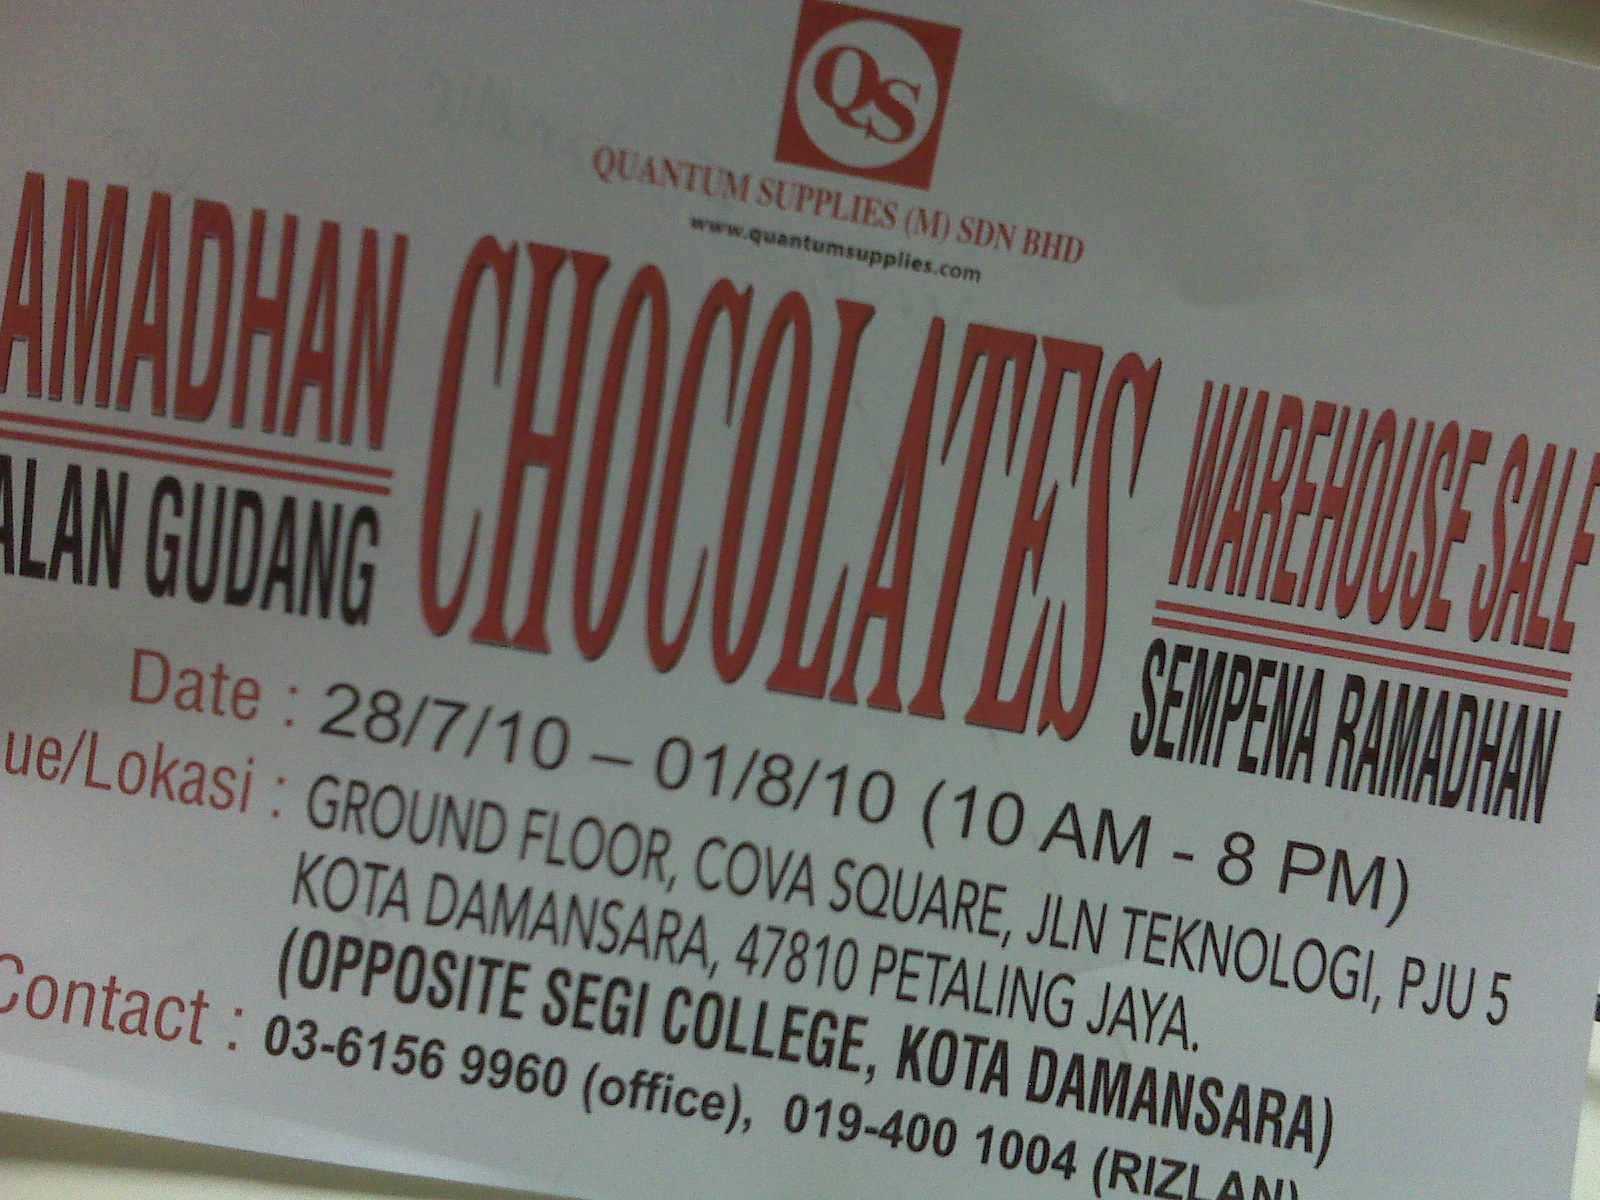 QS
QUANTUM SUPPLIES (M) SDN BHD
www.quantumsupplies.com
AMADHAN CHOCOLATES WAREHOUSE SALE
ALAN GUDANG SEMPENA RAMADHAN
Date : 28/7/10 – 01/8/10 (10 AM - 8 PM)
ue/Lokasi : GROUND FLOOR, COVA SQUARE, JLN TEKNOLOGI, PJU 5
KOTA DAMANSARA, 47810 PETALING JAYA.
(OPPOSITE SEGI COLLEGE, KOTA DAMANSARA)
Contact : 03-6156 9960 (office), 019-400 1004 (RIZLAN)